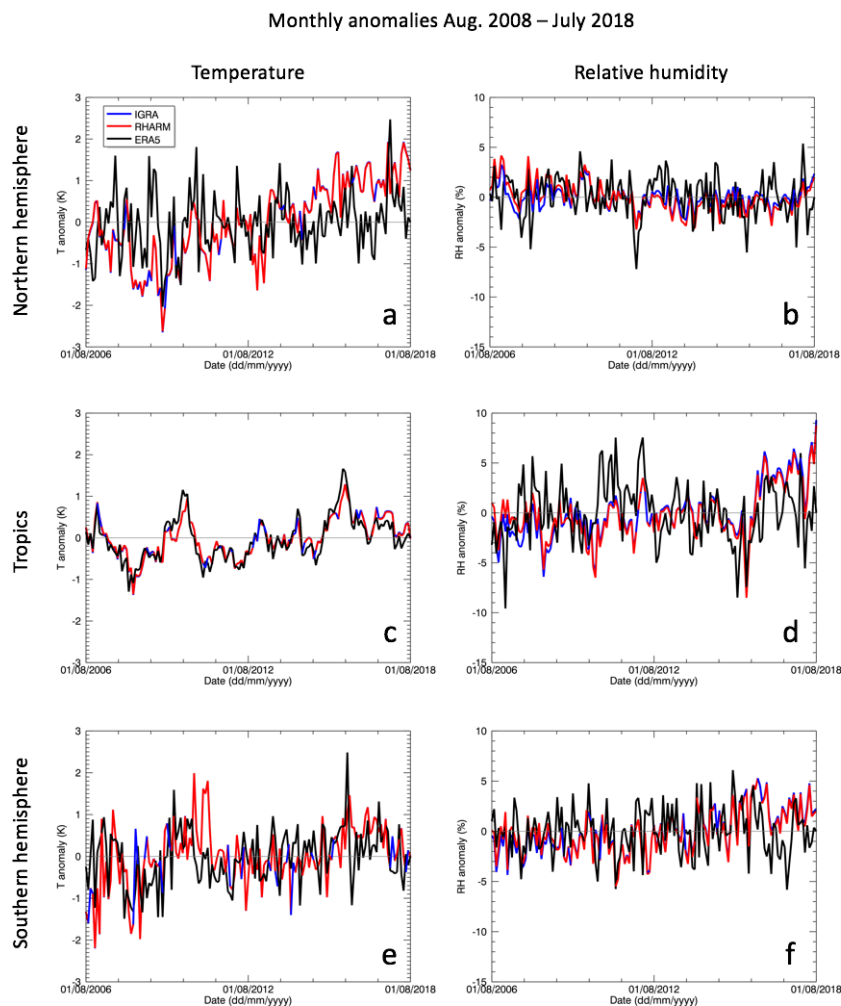 Monthly anomalies Aug. 2008 – July 2018
Temperature
Relative humidity
Northern hemisphere
3
2
1
0
-1
-2
-3
T anomaly (K)
IGRA
RHARM
ERA5
a
01/08/2006
01/08/2012
01/08/2018
Date (dd/mm/yyyy)
10
5
0
-5
-10
-15
RH anomaly (%)
b
01/08/2006
01/08/2012
01/08/2018
Date (dd/mm/yyyy)
Tropics
3
2
1
0
-1
-2
-3
T anomaly (K)
c
01/08/2006
01/08/2012
01/08/2018
Date (dd/mm/yyyy)
10
5
0
-5
-10
-15
RH anomaly (%)
d
01/08/2006
01/08/2012
01/08/2018
Date (dd/mm/yyyy)
Southern hemisphere
3
2
1
0
-1
-2
-3
T anomaly (K)
e
01/08/2006
01/08/2012
01/08/2018
Date (dd/mm/yyyy)
10
5
0
-5
-10
-15
RH anomaly (%)
f
01/08/2006
01/08/2012
01/08/2018
Date (dd/mm/yyyy)